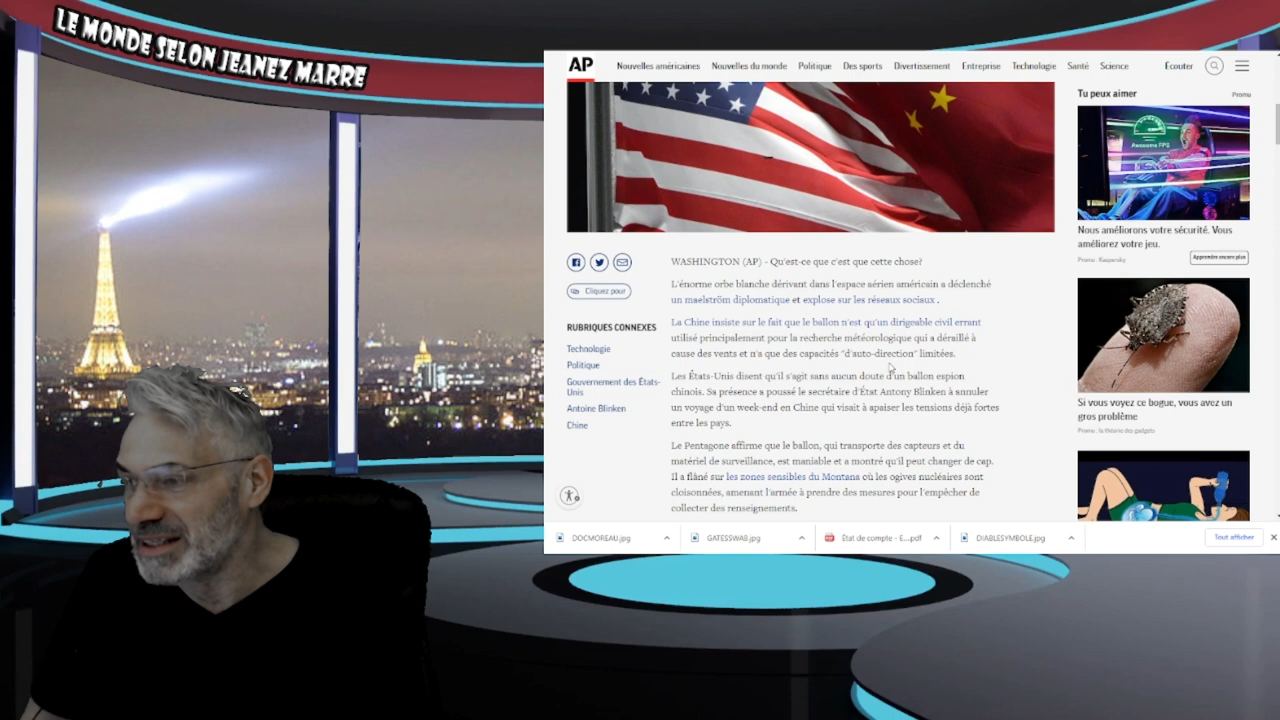 LE MONDE SELON JEANEZ MARRE
AP
Nouvelles américaines Nouvelles du monde Politique Des sports Divertissement Entreprise Technologie Santé Science Écouter
WASHINGTON (AP) - Qu'est-ce que c'est que cette chose?
L'énorme orbe blanche dérivant dans l'espace aérien américain a déclenché
un maelström diplomatique et explose sur les réseaux sociaux .
La Chine insiste sur le fait que le ballon n'est qu'un dirigeable civil errant
utilisé principalement pour la recherche météorologique qui a déraillé à
cause des vents et n'a que des capacités "d'auto-direction" limitées.
Les États-Unis disent qu'il s'agit sans aucun doute d'un ballon espion
chinois. Sa présence a poussé le secrétaire d'État Antony Blinken à annuler
un voyage d'un week-end en Chine qui visait à apaiser les tensions déjà fortes
entre les pays.
Le Pentagone affirme que le ballon, qui transporte des capteurs et du
matériel de surveillance, est maniable et a montré qu'il peut changer de cap.
Il a flâné sur les zones sensibles du Montana où les ogives nucléaires sont
cloisonnées, amenant l'armée à prendre des mesures pour l'empêcher de
collecter des renseignements.
Cliquez pour
RUBRIQUES CONNEXES
Technologie
Politique
Gouvernement des États-
Unis
Antoine Blinken
Chine
Tu peux aimer
Promu
Awesome FPS
Nous améliorons votre sécurité. Vous
améliorez votre jeu.
Promu : Kaspersky
Apprendre encore plus
Si vous voyez ce bogue, vous avez un
gros problème
Promu : la théorie des gadgets
DOCMOREAU.jpg
GATESSWAB.jpg
État de compte - E....pdf
DIABLESYMBOLE.jpg
Tout afficher